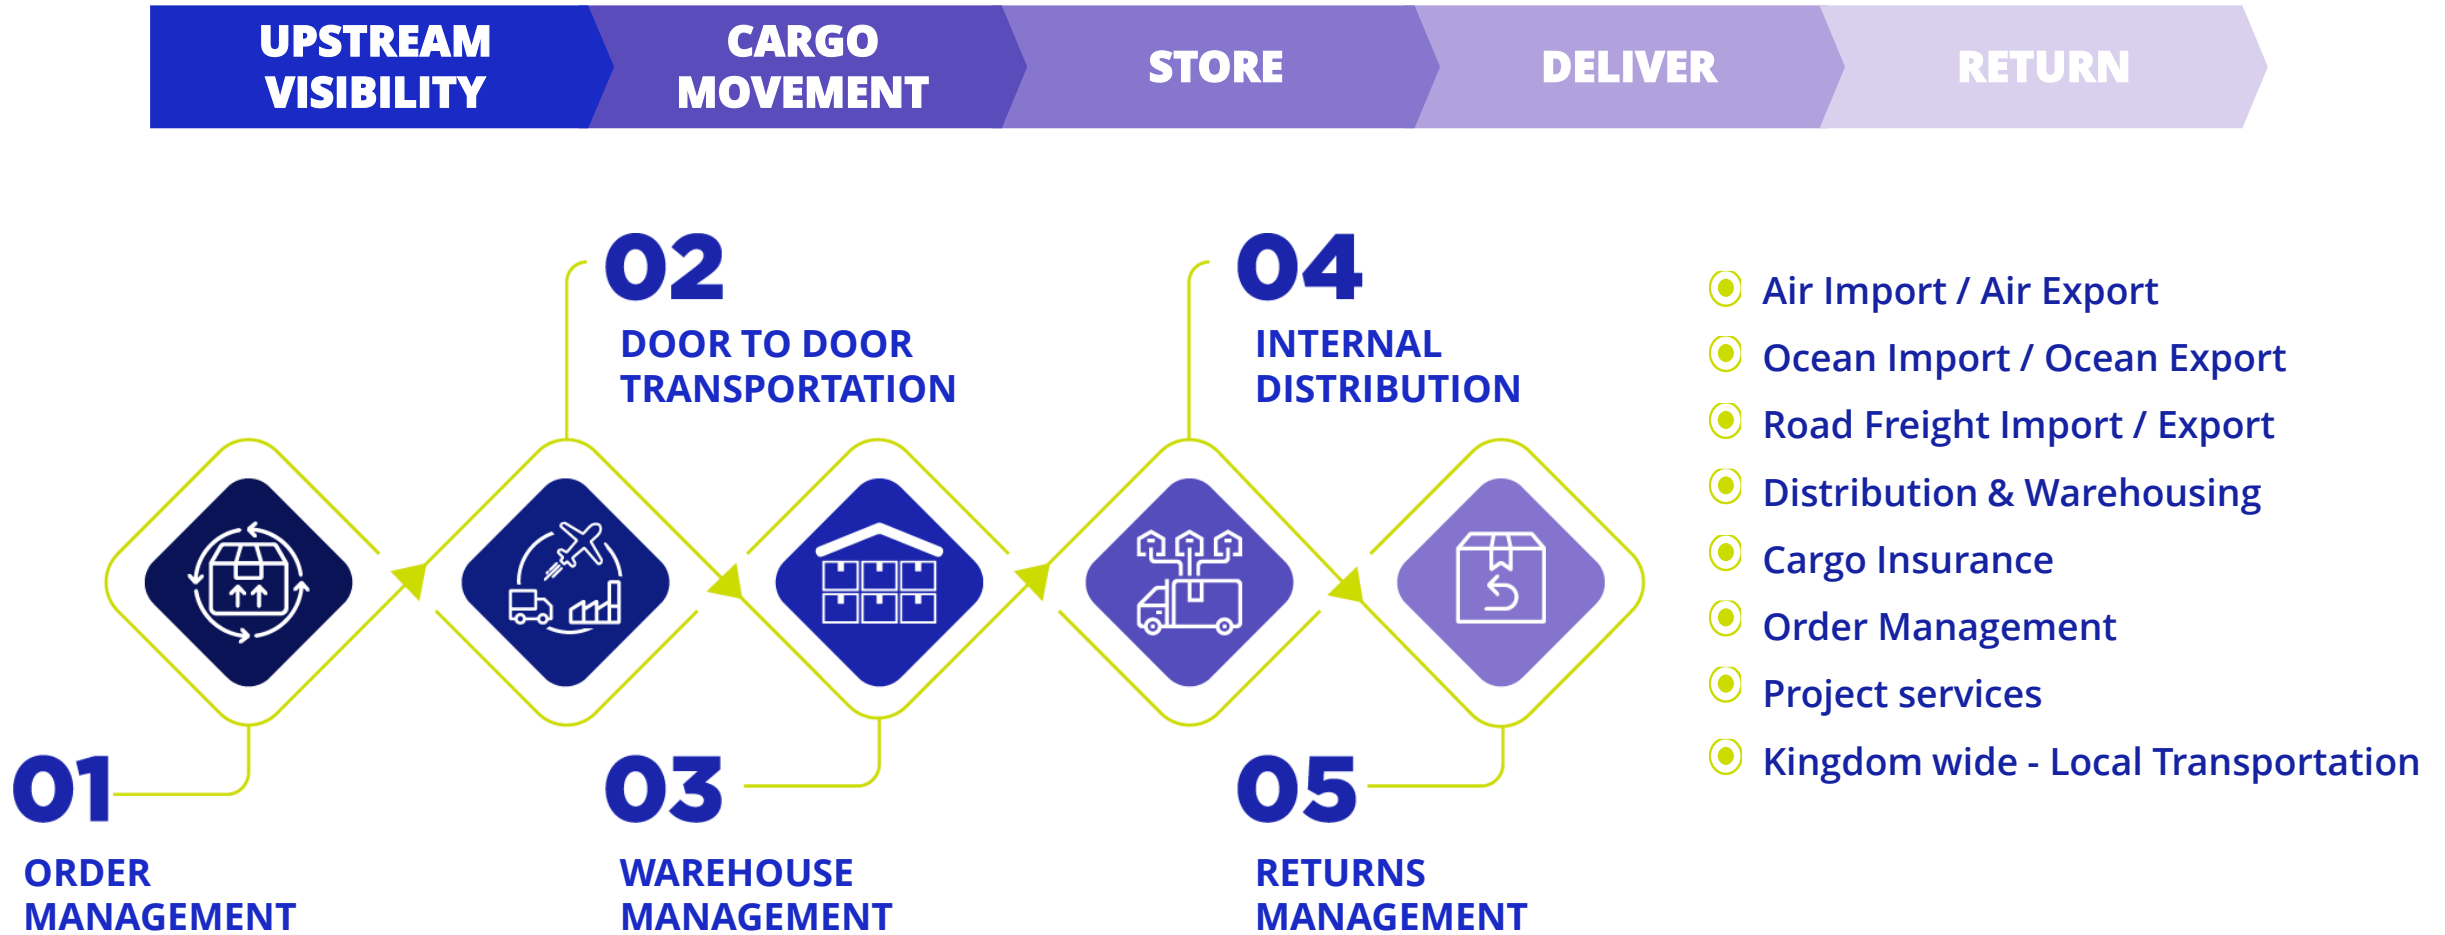 UPSTREAM
VISIBILITY
CARGO
MOVEMENT
STORE
DELIVER
RETURN
01
ORDER
MANAGEMENT
02
DOOR TO DOOR
TRANSPORTATION
03
WAREHOUSE
MANAGEMENT
04
INTERNAL
DISTRIBUTION
05
RETURNS
MANAGEMENT
Air Import / Air Export
Ocean Import / Ocean Export
Road Freight Import / Export
Distribution & Warehousing
Cargo Insurance
Order Management
Project services
Kingdom wide - Local Transportation